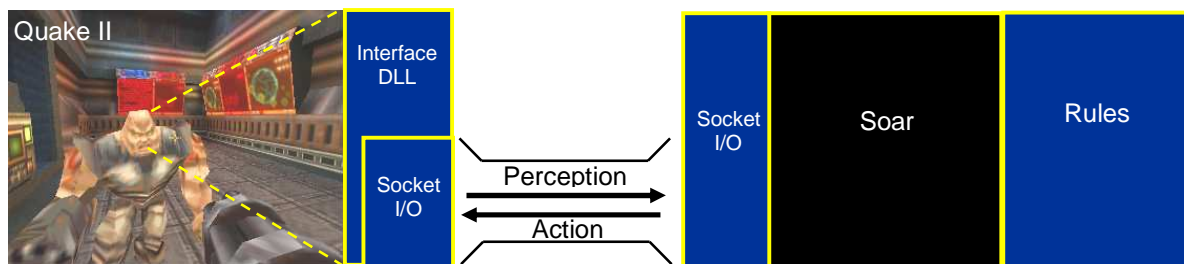 Quake II
Interface
DLL
Socket
I/O
Perception
Action
Socket
I/O
Soar
Rules